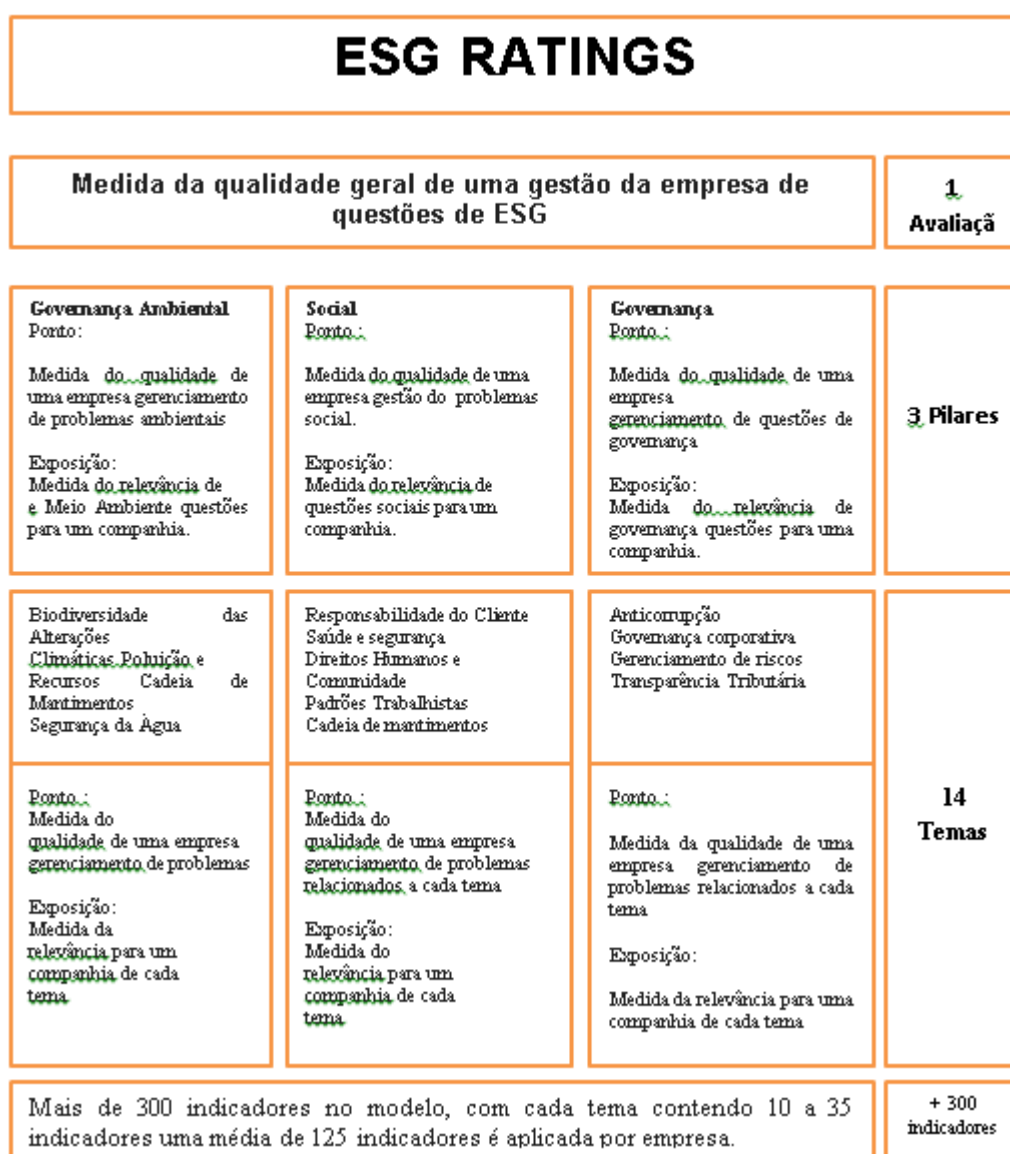 ESG RATINGS
Medida da qualidade geral de uma gestão da empresa de
questões de ESG
1
Avaliaçã
Governança Ambiental
Ponto:
Medida do qualidade de
uma empresa gerenciamento
de problemas ambientais
Exposição:
Medida do relevância de
e Meio Ambiente questões
para um companhia.
Social
Ponto :
Medida do qualidade de uma
empresa gestão do problemas
social.
Exposição:
Medida do relevância de
questões sociais para um
companhia.
Governança
Ponto :
Medida do qualidade de uma
empresa
gerenciamento de questões de
governança
Exposição:
Medida do relevância de
governança questões para uma
companhia.
3 Pilares
Biodiversidade das
Alterações
Climáticas Poluição e
Recursos Cadeia de
Mantimentos
Segurança da Água
Responsabilidade do Cliente
Saúde e segurança
Direitos Humanos e
Comunidade
Padrões Trabalhistas
Cadeia de mantimentos
Anticorrupção
Governança corporativa
Gerenciamento de riscos
Transparência Tributária
Ponto :
Medida do
qualidade de uma empresa
gerenciamento de problemas
Exposição:
Medida da
relevância para um
companhia de cada
tema
Ponto :
Medida do
qualidade de uma empresa
gerenciamento de problemas
relacionados a cada tema
Exposição:
Medida do
relevância para um
companhia de cada
tema
Ponto :
Medida da qualidade de uma
empresa gerenciamento de
problemas relacionados a cada
tema
Exposição:
Medida da relevância para uma
companhia de cada tema
14
Temas
Mais de 300 indicadores no modelo, com cada tema contendo 10 a 35
indicadores uma média de 125 indicadores é aplicada por empresa.
+ 300
indicadores